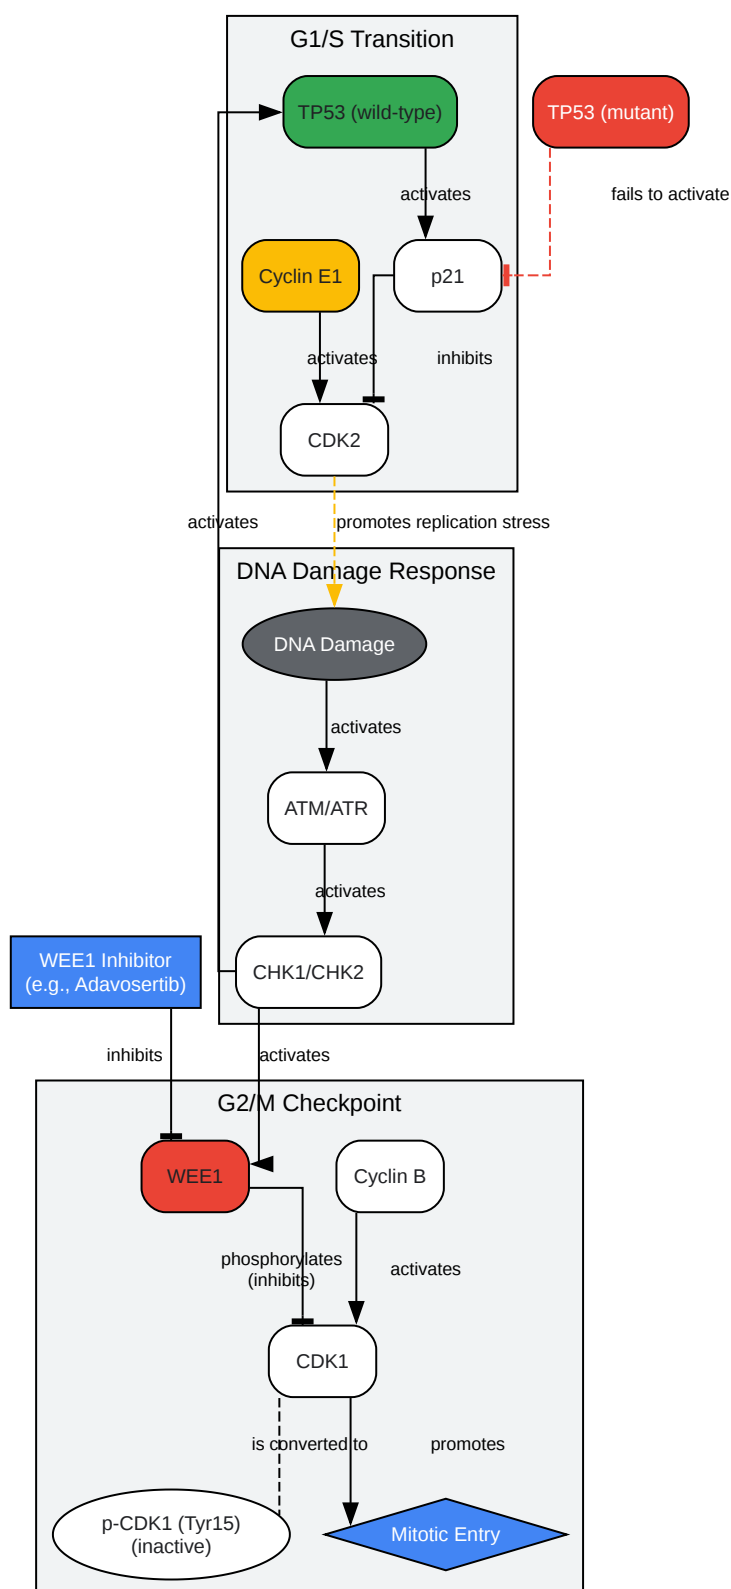 G1/S Transition
TP53 (wild-type)
TP53 (mutant)
activates
fails to activate
Cyclin E1
p21
activates
inhibits
CDK2
activates
promotes replication stress
DNA Damage Response
DNA Damage
activates
ATM/ATR
activates
WEE1 Inhibitor
(e.g., Adavosertib)
CHK1/CHK2
inhibits
activates
G2/M Checkpoint
WEE1
Cyclin B
phosphorylates
(inhibits)
activates
CDK1
is converted to
promotes
p-CDK1 (Tyr15)
(inactive)
Mitotic Entry